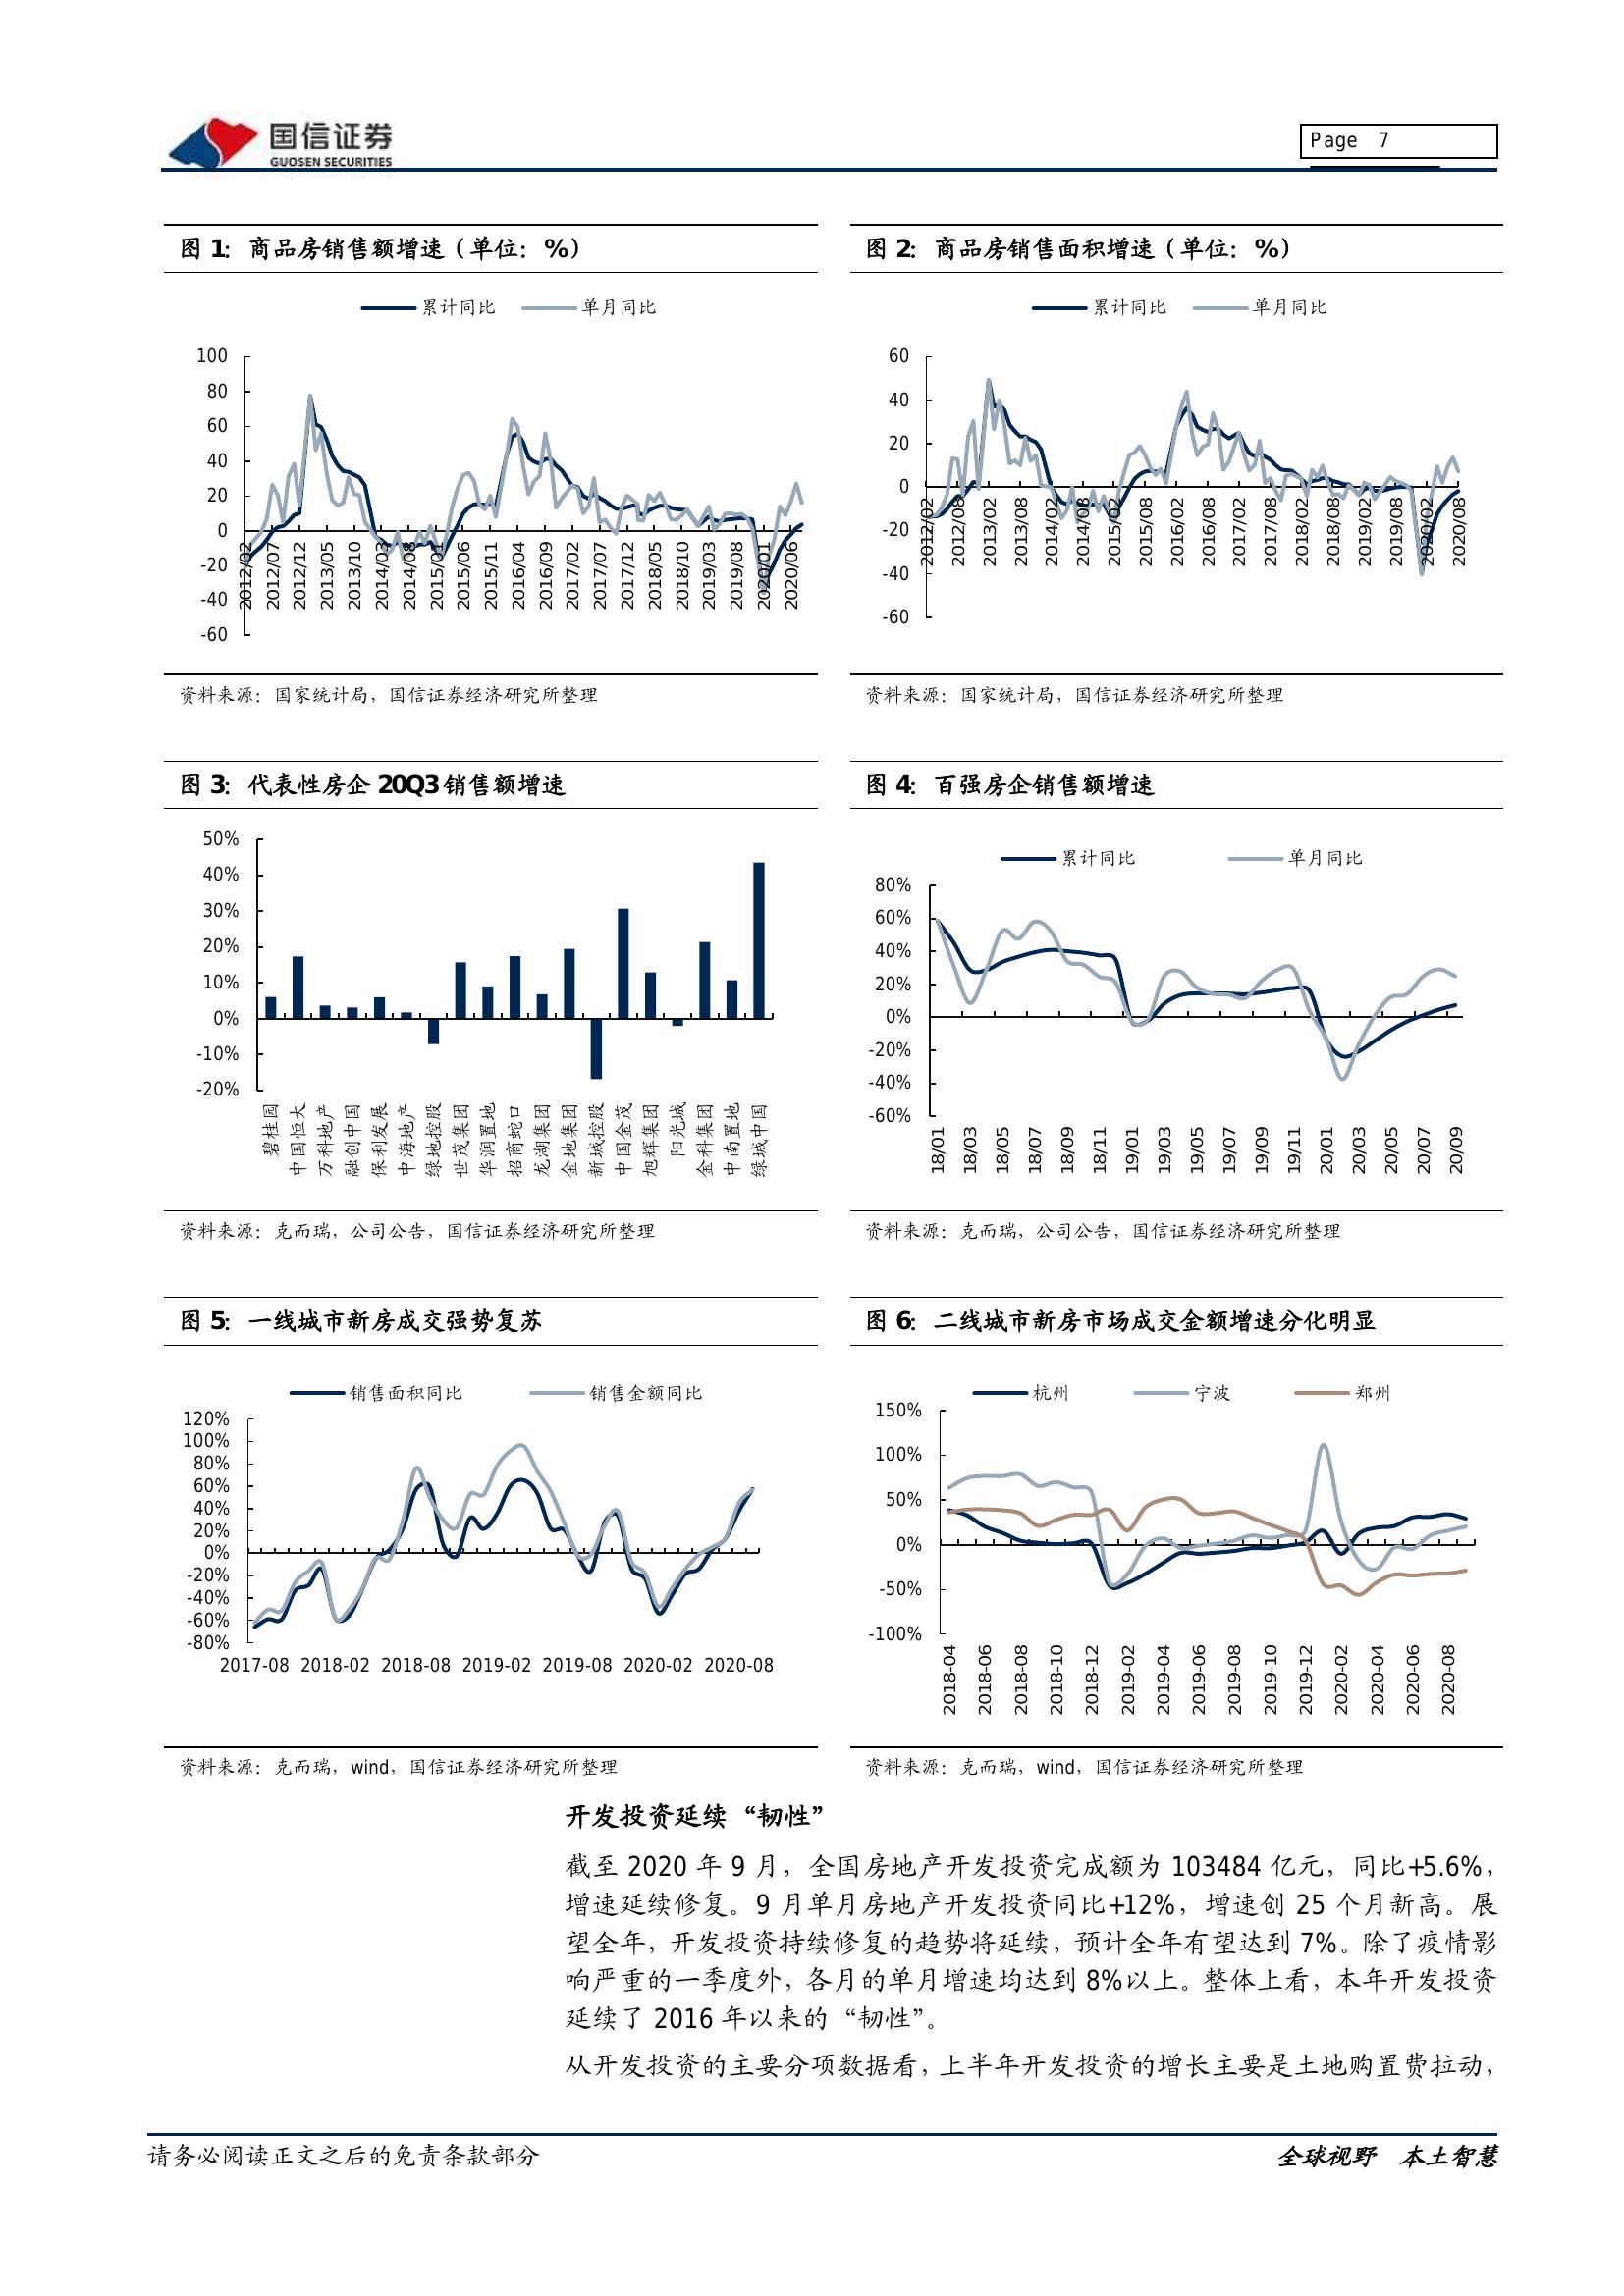 国信证券
GUOSEN SECURITIES
Page 7
图 1：商品房销售额增速（单位：%）
累计同比 单月同比
100
80
60
40
20
0
-20
-40
-60
2012/02 2012/07 2012/12 2013/05 2013/10 2014/03 2014/08 2015/01 2015/06 2015/11 2016/04 2016/09 2017/02 2017/07 2017/12 2018/05 2018/10 2019/03 2019/08 2020/01 2020/06
资料来源：国家统计局，国信证券经济研究所整理
图 2：商品房销售面积增速（单位：%）
累计同比 单月同比
60
40
20
0
-20
-40
-60
2012/02 2012/08 2013/02 2013/08 2014/02 2014/08 2015/02 2015/08 2016/02 2016/08 2017/02 2017/08 2018/02 2018/08 2019/02 2019/08 2020/02 2020/08
资料来源：国家统计局，国信证券经济研究所整理
图 3：代表性房企 20Q3 销售额增速
50%
40%
30%
20%
10%
0%
-10%
-20%
碧桂园 中国恒大 万科地产 融创中国 保利发展 中海地产 绿地控股 世茂集团 华润置地 招商蛇口 龙湖集团 金地集团 新城控股 中国金茂 旭辉集团 阳光城 金科集团 中南置地 绿城中国
资料来源：克而瑞，公司公告，国信证券经济研究所整理
图 4：百强房企销售额增速
累计同比 单月同比
80%
60%
40%
20%
0%
-20%
-40%
-60%
18/01 18/03 18/05 18/07 18/09 18/11 19/01 19/03 19/05 19/07 19/09 19/11 20/01 20/03 20/05 20/07 20/09
资料来源：克而瑞，公司公告，国信证券经济研究所整理
图 5：一线城市新房成交强势复苏
销售面积同比 销售金额同比
120%
100%
80%
60%
40%
20%
0%
-20%
-40%
-60%
-80%
2017-08 2018-02 2018-08 2019-02 2019-08 2020-02 2020-08
资料来源：克而瑞，wind，国信证券经济研究所整理
图 6：二线城市新房市场成交金额增速分化明显
杭州 宁波 郑州
150%
100%
50%
0%
-50%
-100%
2018-04 2018-06 2018-08 2018-10 2018-12 2019-02 2019-04 2019-06 2019-08 2019-10 2019-12 2020-02 2020-04 2020-06 2020-08
资料来源：克而瑞，wind，国信证券经济研究所整理
开发投资延续“韧性”
截至 2020 年 9 月，全国房地产开发投资完成额为 103484 亿元，同比+5.6%，
增速延续修复。9 月单月房地产开发投资同比+12%，增速创 25 个月新高。展
望全年，开发投资持续修复的趋势将延续，预计全年有望达到 7%。除了疫情影
响严重的一季度外，各月的单月增速均达到 8%以上。整体上看，本年开发投资
延续了 2016 年以来的“韧性”。
从开发投资的主要分项数据看，上半年开发投资的增长主要是土地购置费拉动，
请务必阅读正文之后的免责条款部分
全球视野 本土智慧